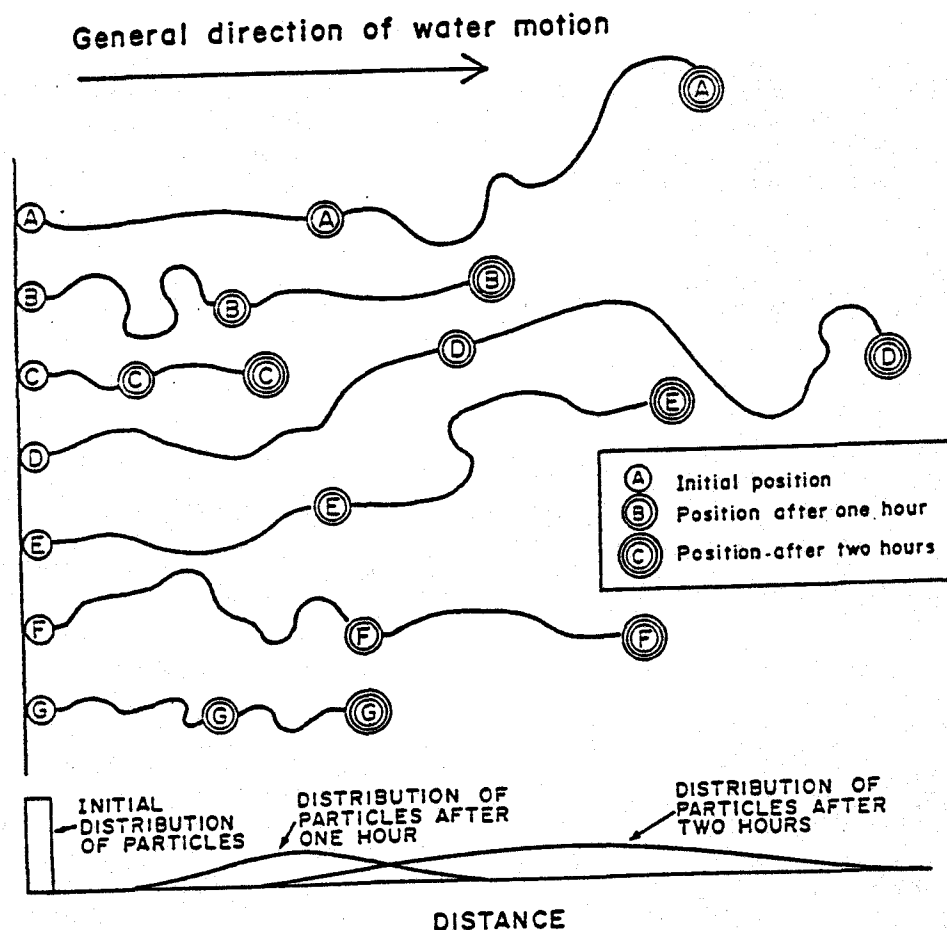 General direction of water motion
A
A
A
B
B
B
C
C
C
D
D
D
E
E
E
F
F
F
G
G
G
A Initial position
B Position after one hour
C Position-after two hours
INITIAL
DISTRIBUTION
OF PARTICLES
DISTRIBUTION OF
PARTICLES AFTER
ONE HOUR
DISTRIBUTION OF
PARTICLES AFTER
TWO HOURS
DISTANCE